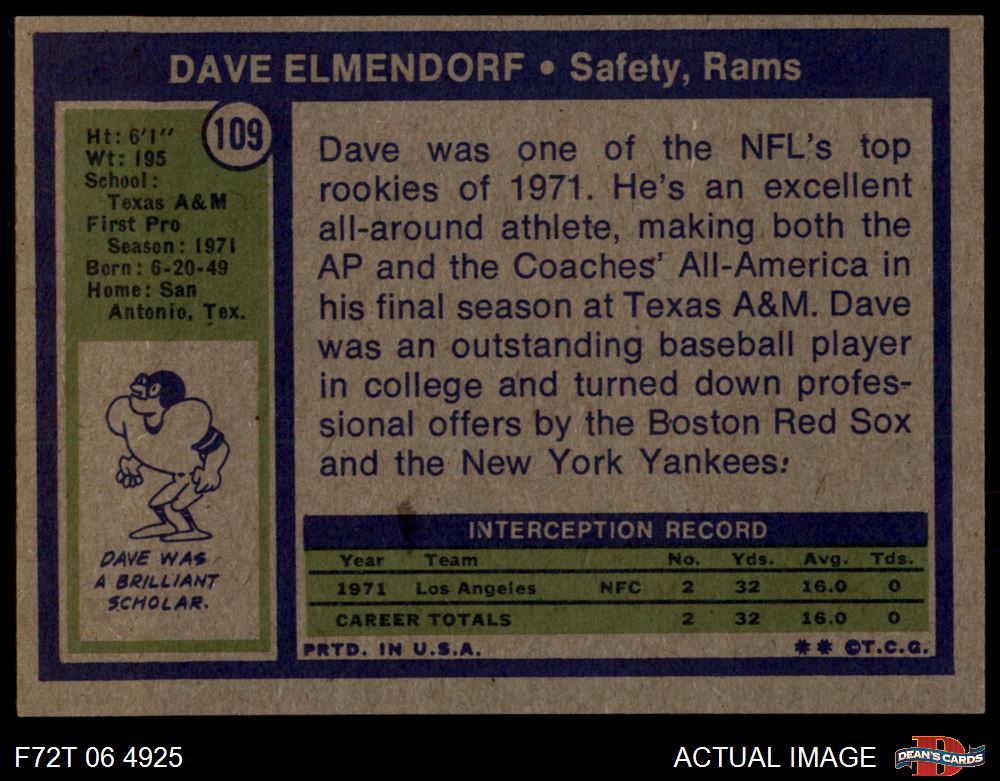 DAVE ELMENDORF • Safety, Rams
109
Ht: 6'1"
Wt: 195
School:
Texas A&M
First Pro
Season: 1971
Born: 6-20-49
Home: San
Antonio, Tex.
DAVE WAS
A BRILLIANT
SCHOLAR.
Dave was one of the NFL's top
rookies of 1971. He's an excellent
all-around athlete, making both the
AP and the Coaches' All-America in
his final season at Texas A&M. Dave
was an outstanding baseball player
in college and turned down profes-
sional offers by the Boston Red Sox
and the New York Yankees.
INTERCEPTION RECORD
Year Team No. Yds. Avg. Tds.
1971 Los Angeles NFC 2 32 16.0 0
CAREER TOTALS 2 32 16.0 0
PRTD. IN U.S.A. ** ©T.C.G.
F72T 06 4925 ACTUAL IMAGE DEAN'S CARDS